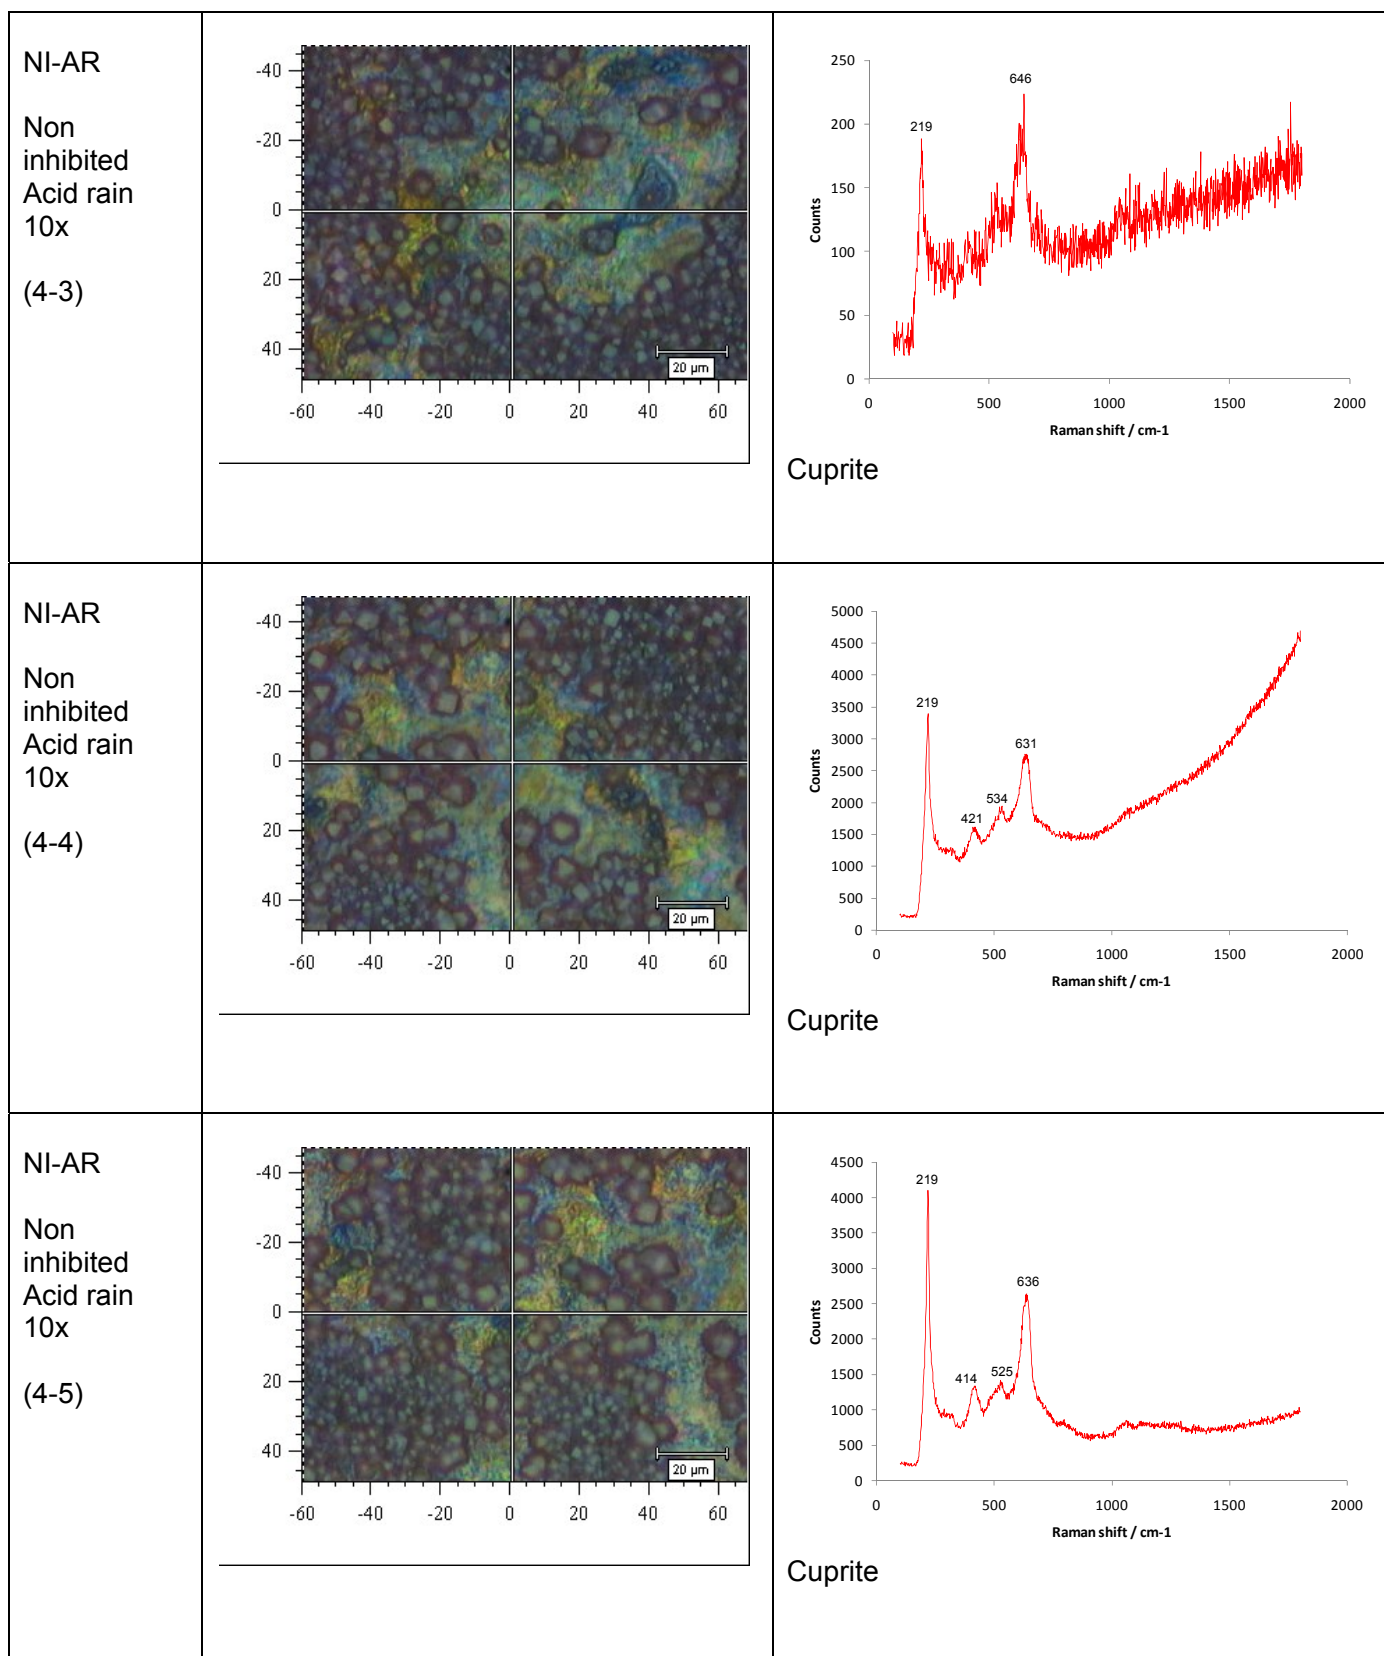 NI-AR
Non
inhibited
Acid rain
10x
(4-3)
-40
-20
0
20
40
20 µm
-60 -40 -20 0 20 40 60
250
200
150
100
50
0
Counts
219
646
0 500 1000 1500 2000
Raman shift / cm-1
Cuprite
NI-AR
Non
inhibited
Acid rain
10x
(4-4)
-40
-20
0
20
40
20 µm
-60 -40 -20 0 20 40 60
5000
4500
4000
3500
3000
2500
2000
1500
1000
500
0
Counts
219
421
534
631
0 500 1000 1500 2000
Raman shift / cm-1
Cuprite
NI-AR
Non
inhibited
Acid rain
10x
(4-5)
-40
-20
0
20
40
20 µm
-60 -40 -20 0 20 40 60
4500
4000
3500
3000
2500
2000
1500
1000
500
0
Counts
219
414
525
636
0 500 1000 1500 2000
Raman shift / cm-1
Cuprite